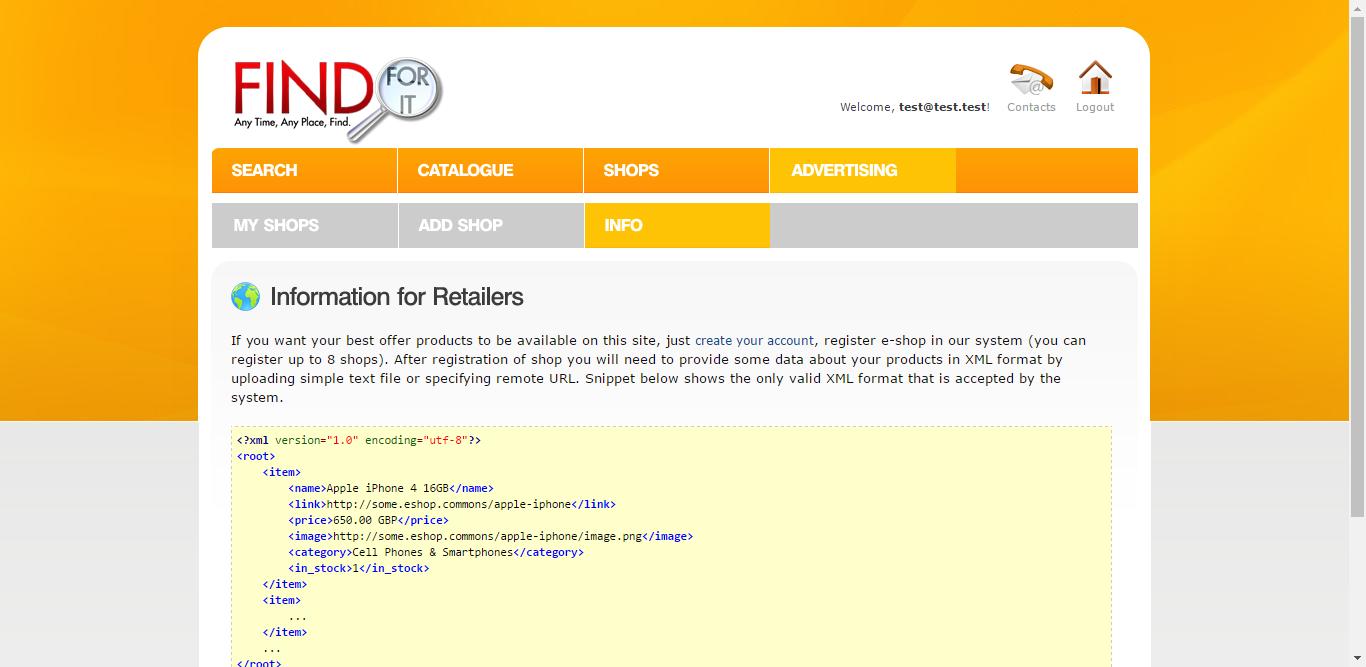 FIND FOR IT
Any Time, Any Place, Find.
Welcome, test@test.test!
Contacts
Logout
SEARCH
CATALOGUE
SHOPS
ADVERTISING
MY SHOPS
ADD SHOP
INFO
Information for Retailers
If you want your best offer products to be available on this site, just create your account, register e-shop in our system (you can
register up to 8 shops). After registration of shop you will need to provide some data about your products in XML format by
uploading simple text file or specifying remote URL. Snippet below shows the only valid XML format that is accepted by the
system.
<?xml version="1.0" encoding="utf-8"?>
<root>
    <item>
        <name>Apple iPhone 4 16GB</name>
        <link>http://some.eshop.commons/apple-iphone</link>
        <price>650.00 GBP</price>
        <image>http://some.eshop.commons/apple-iphone/image.png</image>
        <category>Cell Phones & Smartphones</category>
        <in_stock>1</in_stock>
    </item>
    <item>
        ...
    </item>
    ...
</root>